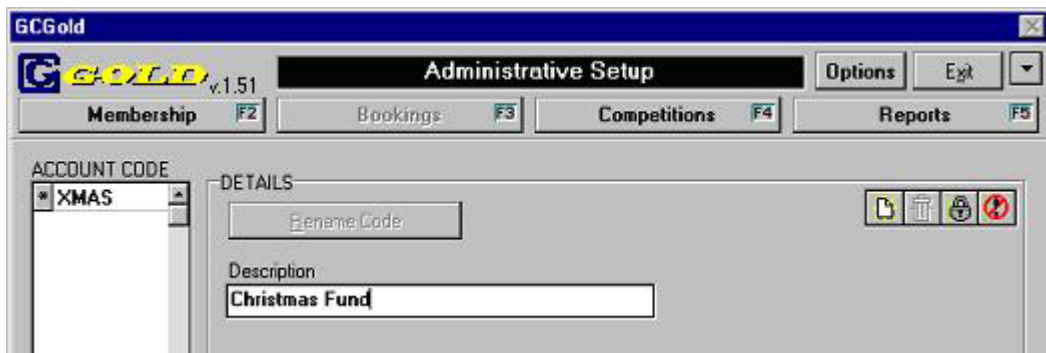 GCGold
G GOLD v.1.51 Administrative Setup Options Exit
Membership F2 Bookings F3 Competitions F4 Reports F5
ACCOUNT CODE
DETAILS
* XMAS
Rename Code
Description
Christmas Fund